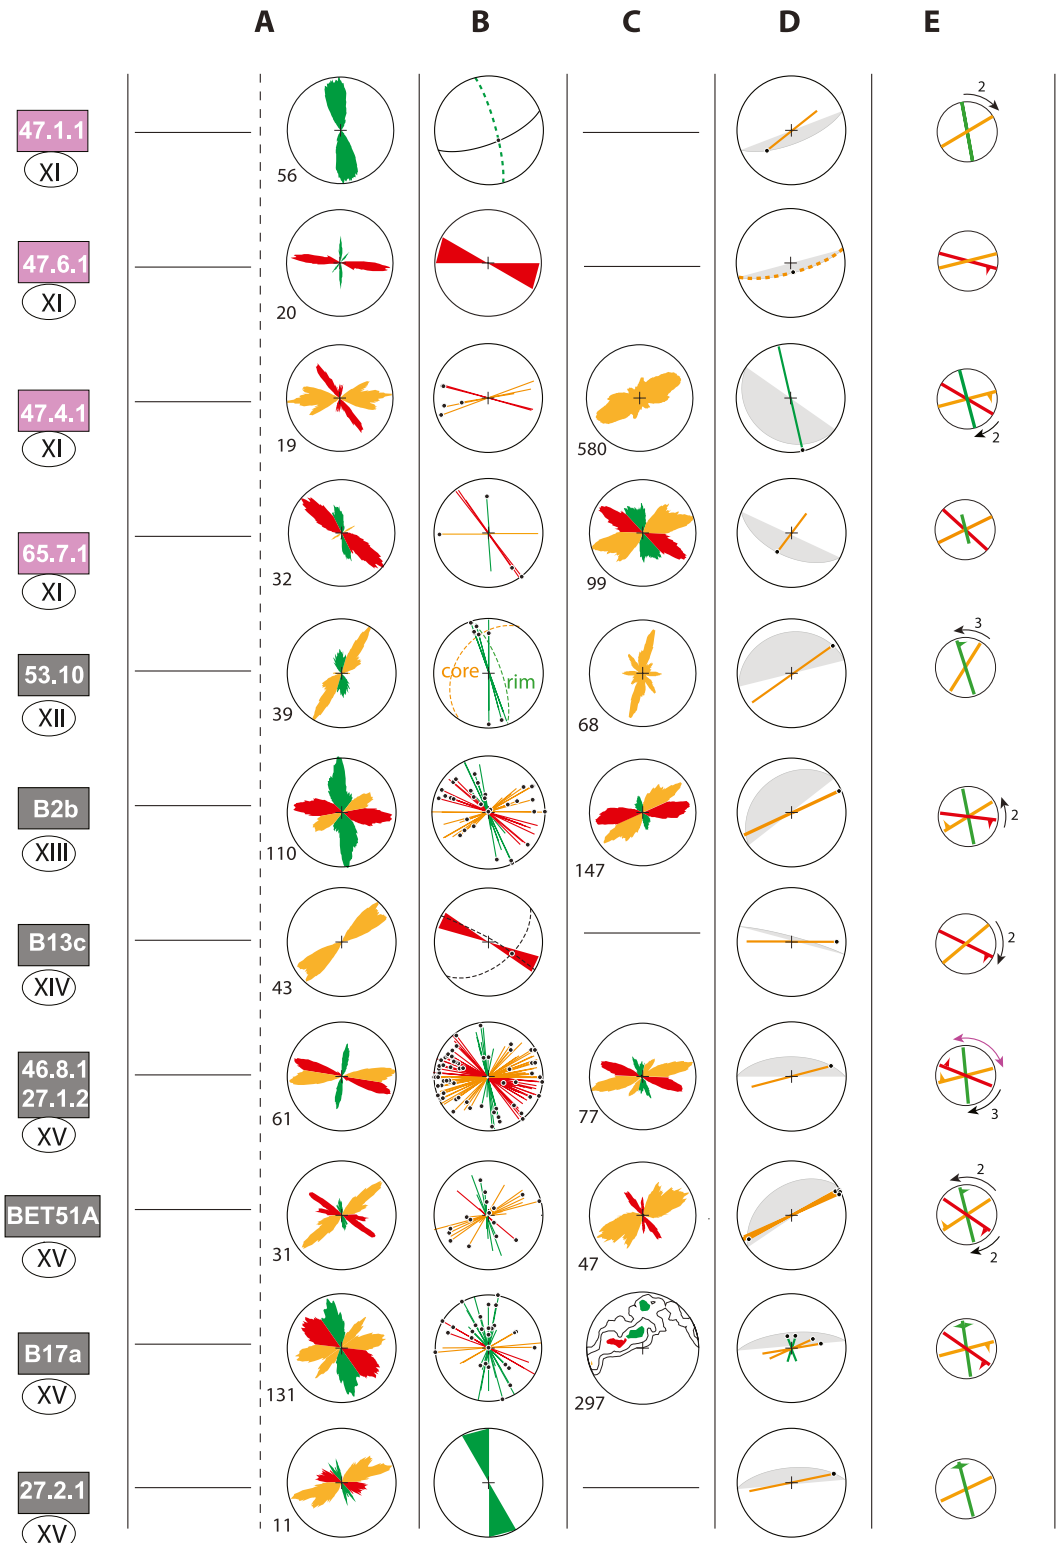 A B C D E
47.1.1
XI
56
2
47.6.1
XI
20
47.4.1
XI
19
580
2
65.7.1
XI
32
99
53.10
XII
39
core
rim
68
3
B2b
XIII
110
147
2
B13c
XIV
43
2
46.8.1
27.1.2
XV
61
77
3
BET51A
XV
31
47
2
2
B17a
XV
131
297
27.2.1
XV
11